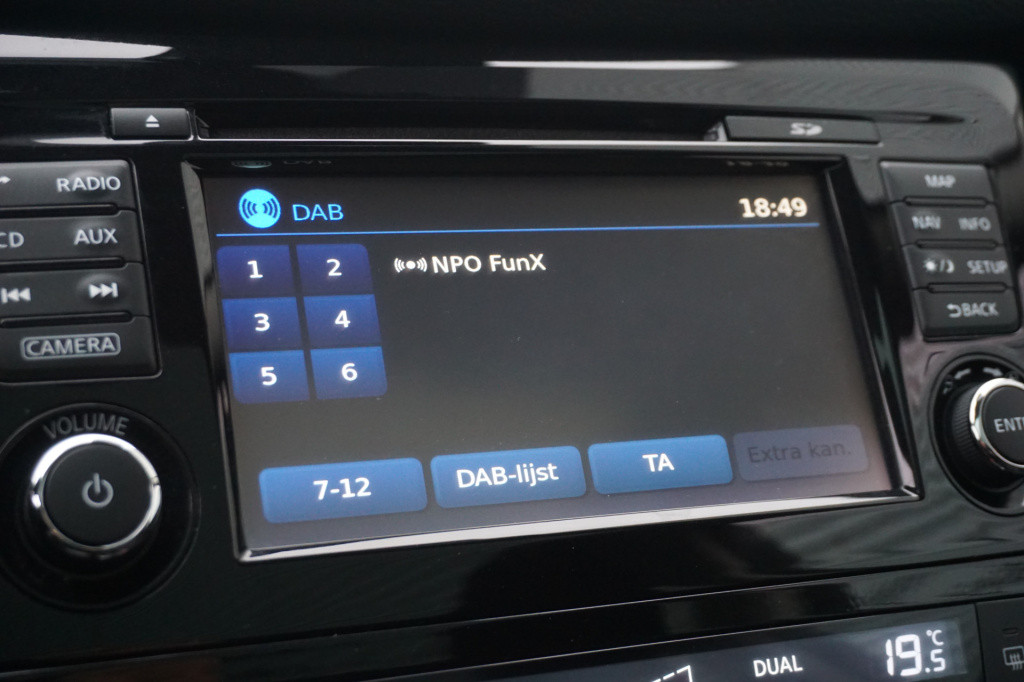 RADIO
CD AUX
CAMERA
VOLUME
DAB 18:49
1 2
3 4
5 6
NPO FunX
7-12 DAB-lijst TA Extra kan.
MAP
NAV INFO
SETUP
BACK
DUAL 19.5 °C